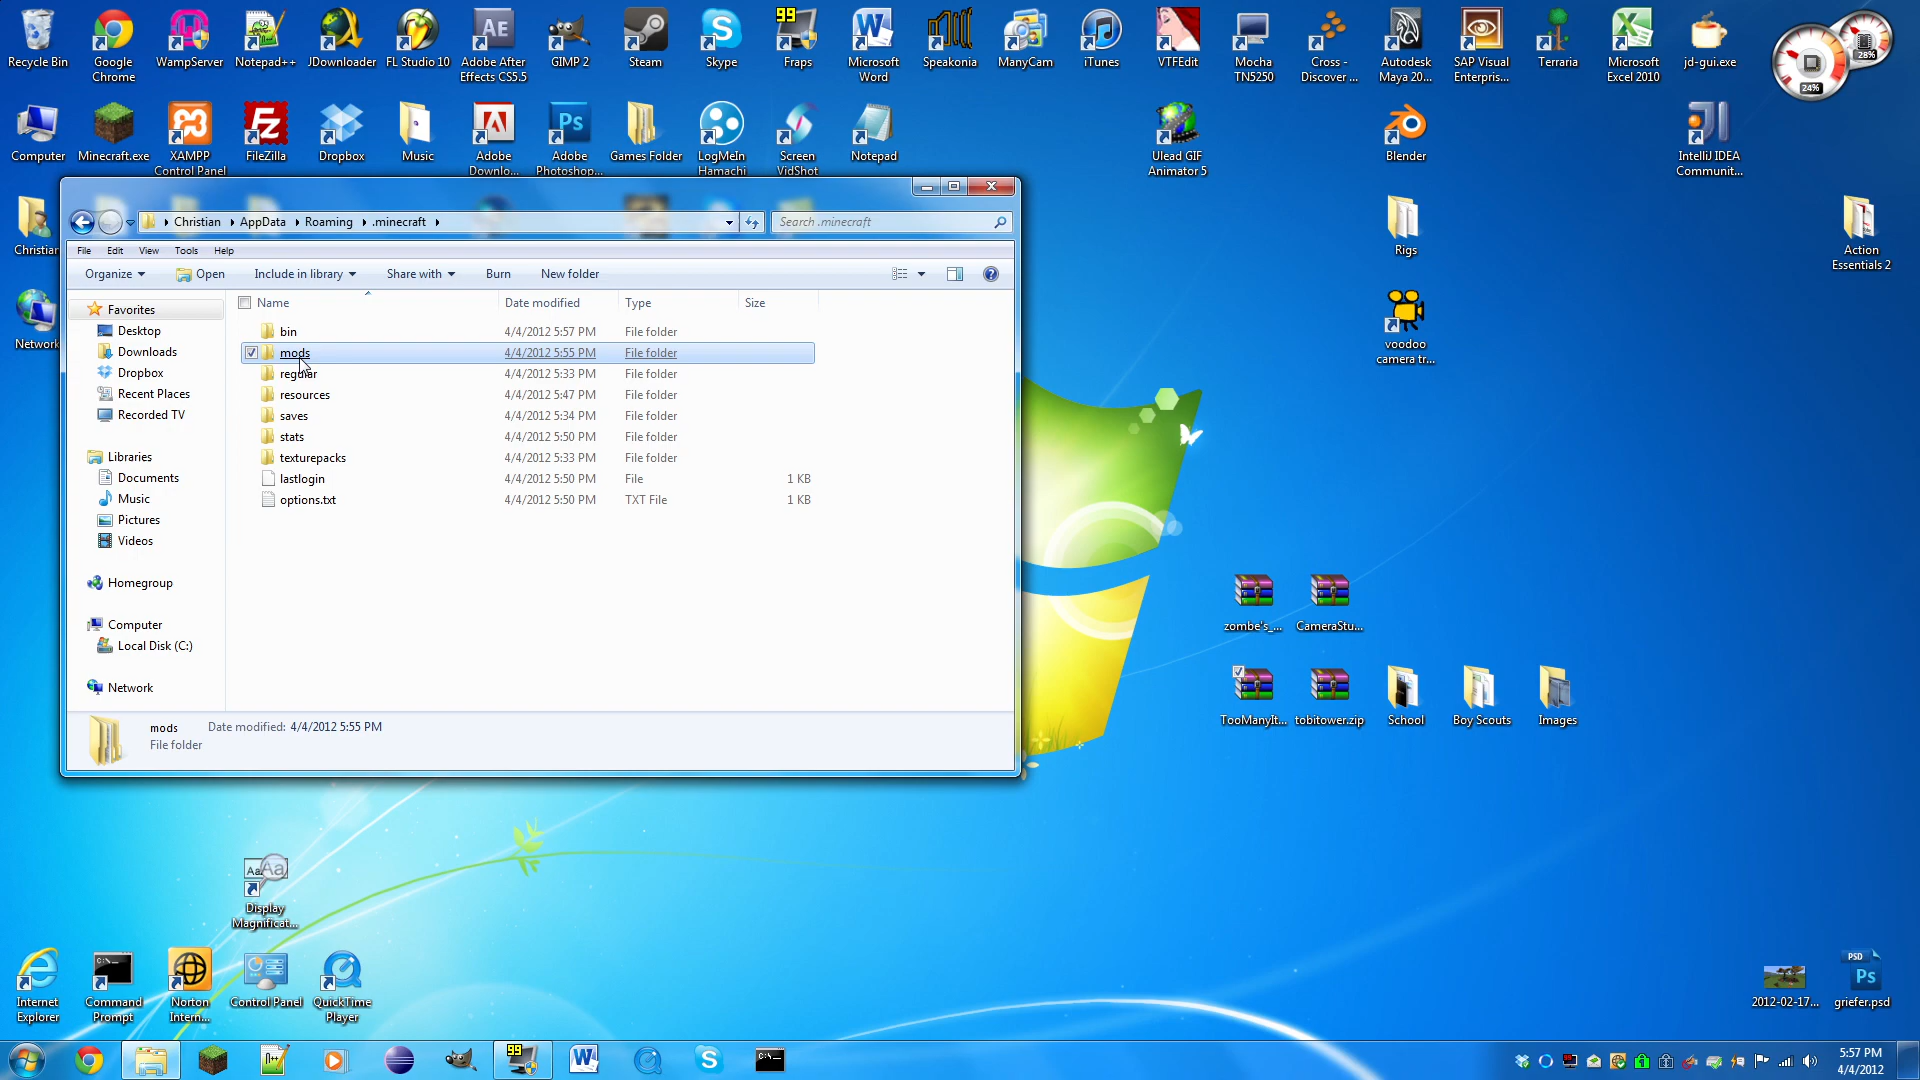 Recycle Bin
Google Chrome
WampServer
Notepad++
JDownloader
FL Studio 10
Adobe After Effects CS5.5
GIMP 2
Steam
Skype
99
Fraps
Microsoft Word
Speakonia
ManyCam
iTunes
VTFEdit
Mocha TN5250
Cross - Discover ...
Autodesk Maya 20...
SAP Visual Enterpris...
Terraria
Microsoft Excel 2010
jd-gui.exe
24%
28%
Computer
Minecraft.exe
XAMPP Control Panel
FileZilla
Dropbox
Music
Adobe Downlo...
Adobe Photoshop...
Games Folder
LogMeIn Hamachi
Screen VidShot
Notepad
Ulead GIF Animator 5
Blender
IntelliJ IDEA Communit...
Christian
Network
Rigs
Action Essentials 2
voodoo camera tr...
Christian
AppData
Roaming
.minecraft
Search .minecraft
File
Edit
View
Tools
Help
Organize
Open
Include in library
Share with
Burn
New folder
Name
Date modified
Type
Size
Favorites
Desktop
Downloads
Dropbox
Recent Places
Recorded TV
Libraries
Documents
Music
Pictures
Videos
Homegroup
Computer
Local Disk (C:)
Network
bin 4/4/2012 5:57 PM File folder
mods 4/4/2012 5:55 PM File folder
regular 4/4/2012 5:33 PM File folder
resources 4/4/2012 5:47 PM File folder
saves 4/4/2012 5:34 PM File folder
stats 4/4/2012 5:50 PM File folder
texturepacks 4/4/2012 5:33 PM File folder
lastlogin 4/4/2012 5:50 PM File 1 KB
options.txt 4/4/2012 5:50 PM TXT File 1 KB
mods Date modified: 4/4/2012 5:55 PM
File folder
zombe's_...
CameraStu...
TooManyIt...
tobitower.zip
School
Boy Scouts
Images
Display Magnificat...
Internet Explorer
Command Prompt
Norton Intern...
Control Panel
QuickTime Player
2012-02-17...
PSD
Ps
griefer.psd
99
5:57 PM
4/4/2012